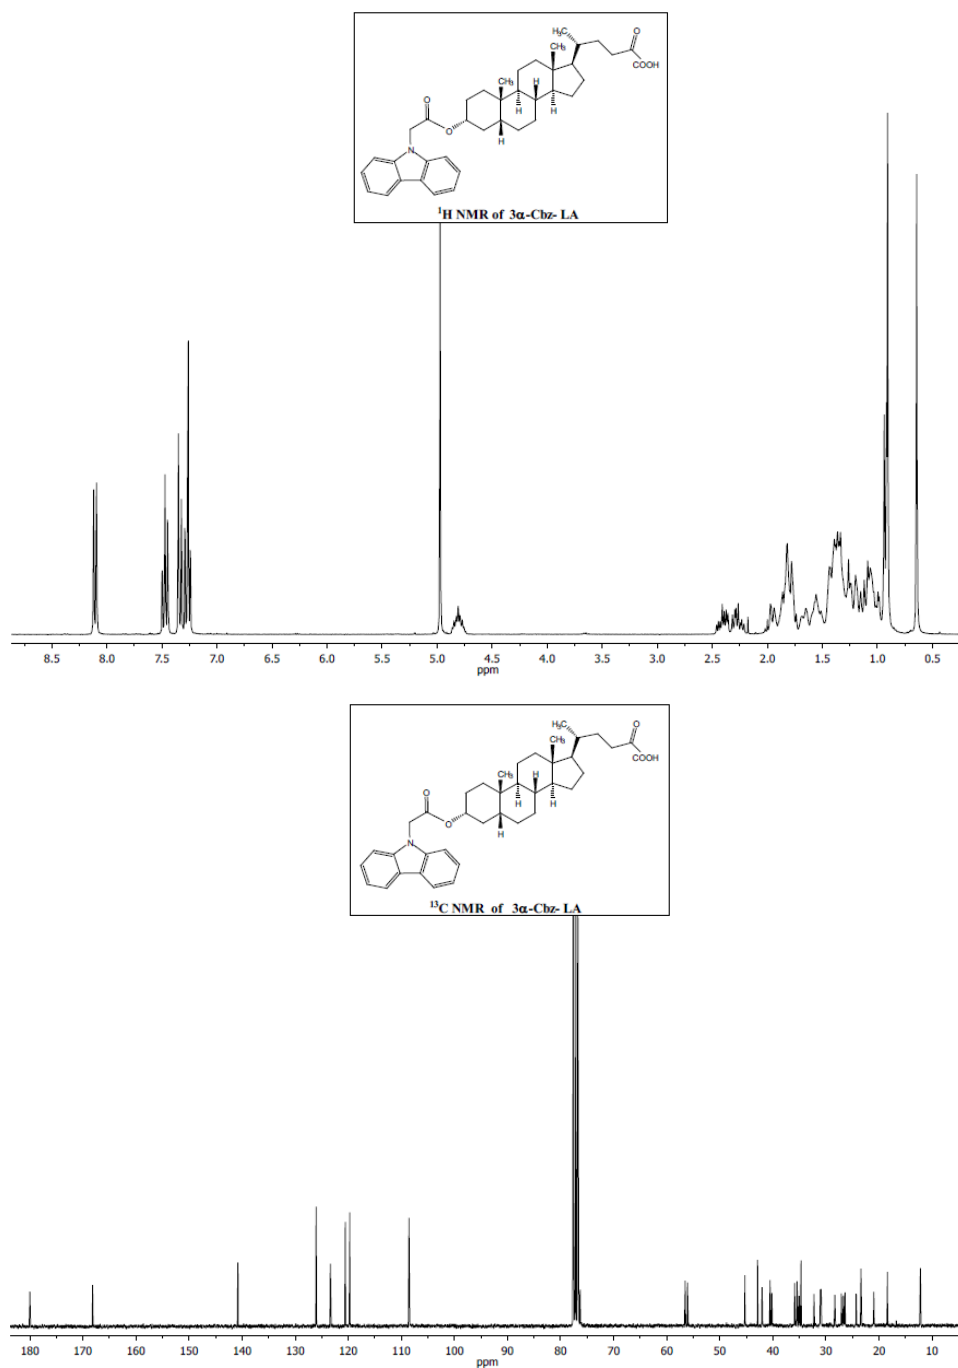 O
H₃C
CH₃
COOH
CH₃
H
O
H
H
O
H
N
¹H NMR of 3α-Cbz- LA
8.5 8.0 7.5 7.0 6.5 6.0 5.5 5.0 4.5 4.0 3.5 3.0 2.5 2.0 1.5 1.0 0.5
ppm
O
H₃C
CH₃
COOH
CH₃
H
O
H
H
O
H
N
¹³C NMR of 3α-Cbz- LA
180 170 160 150 140 130 120 110 100 90 80 70 60 50 40 30 20 10
ppm